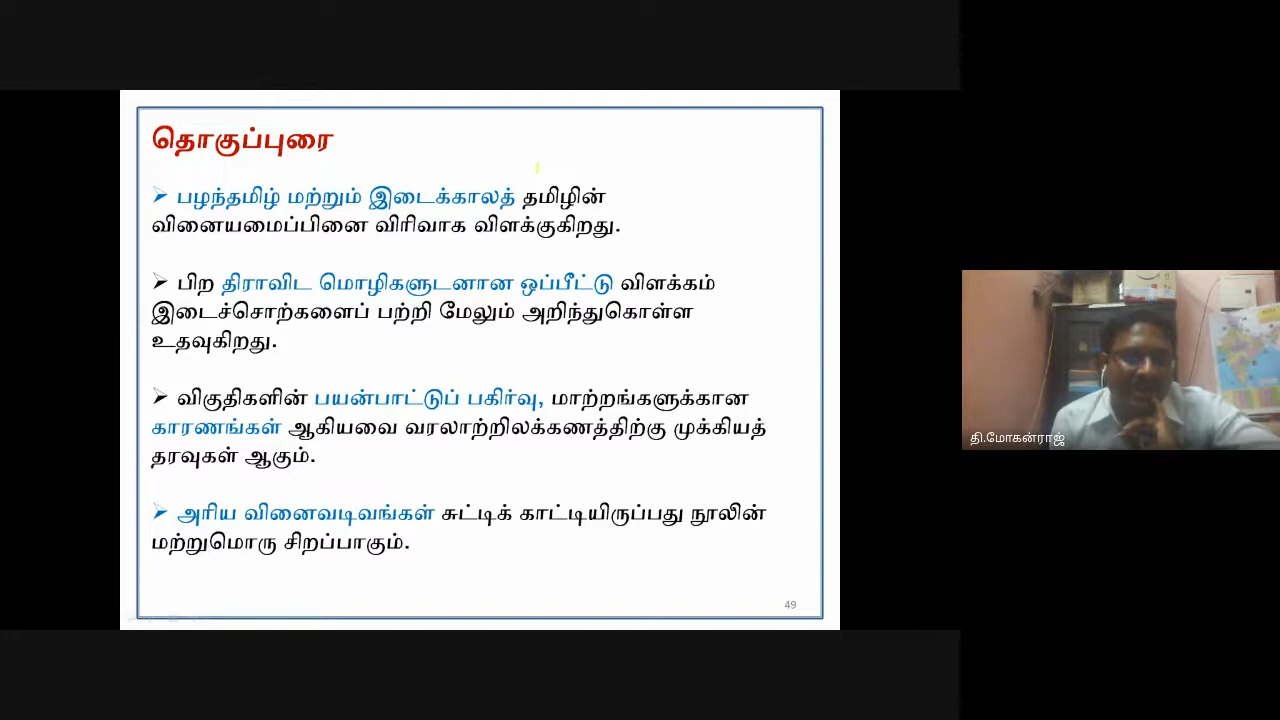 தொகுப்புரை
➢ பழந்தமிழ் மற்றும் இடைக்காலத் தமிழின்
வினையமைப்பினை விரிவாக விளக்குகிறது.
➢ பிற திராவிட மொழிகளுடனான ஒப்பீட்டு விளக்கம்
இடைச்சொற்களைப் பற்றி மேலும் அறிந்துகொள்ள
உதவுகிறது.
➢ விகுதிகளின் பயன்பாட்டுப் பகிர்வு, மாற்றங்களுக்கான
காரணங்கள் ஆகியவை வரலாற்றிலக்கணத்திற்கு முக்கியத்
தரவுகள் ஆகும்.
➢ அரிய வினைவடிவங்கள் சுட்டிக் காட்டியிருப்பது நூலின்
மற்றுமொரு சிறப்பாகும்.
49
தி.மோகன்ராஜ்